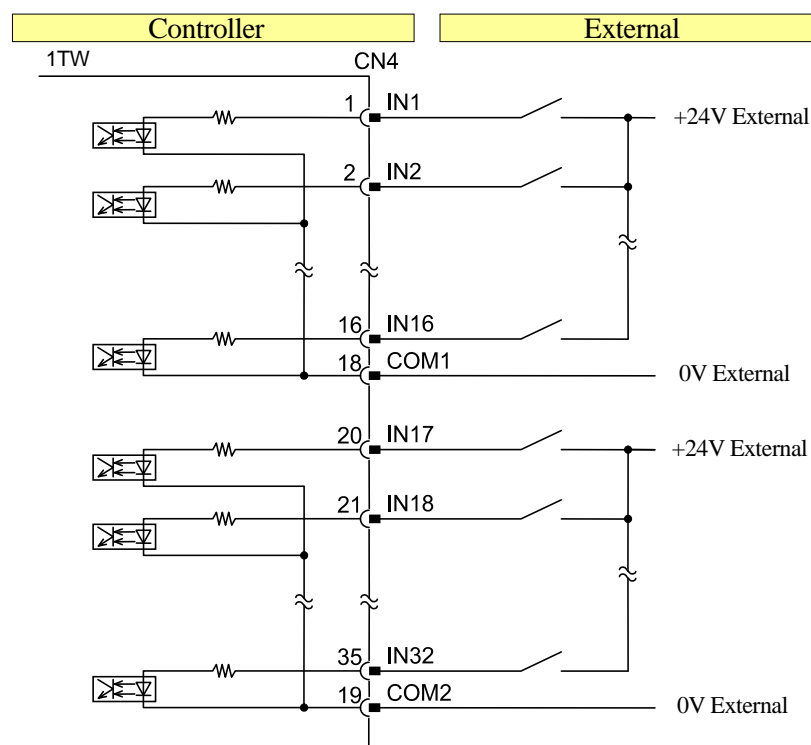 Controller External
1TW CN4
1 IN1 +24V External
2 IN2
16 IN16
18 COM1 0V External
20 IN17 +24V External
21 IN18
35 IN32
19 COM2 0V External